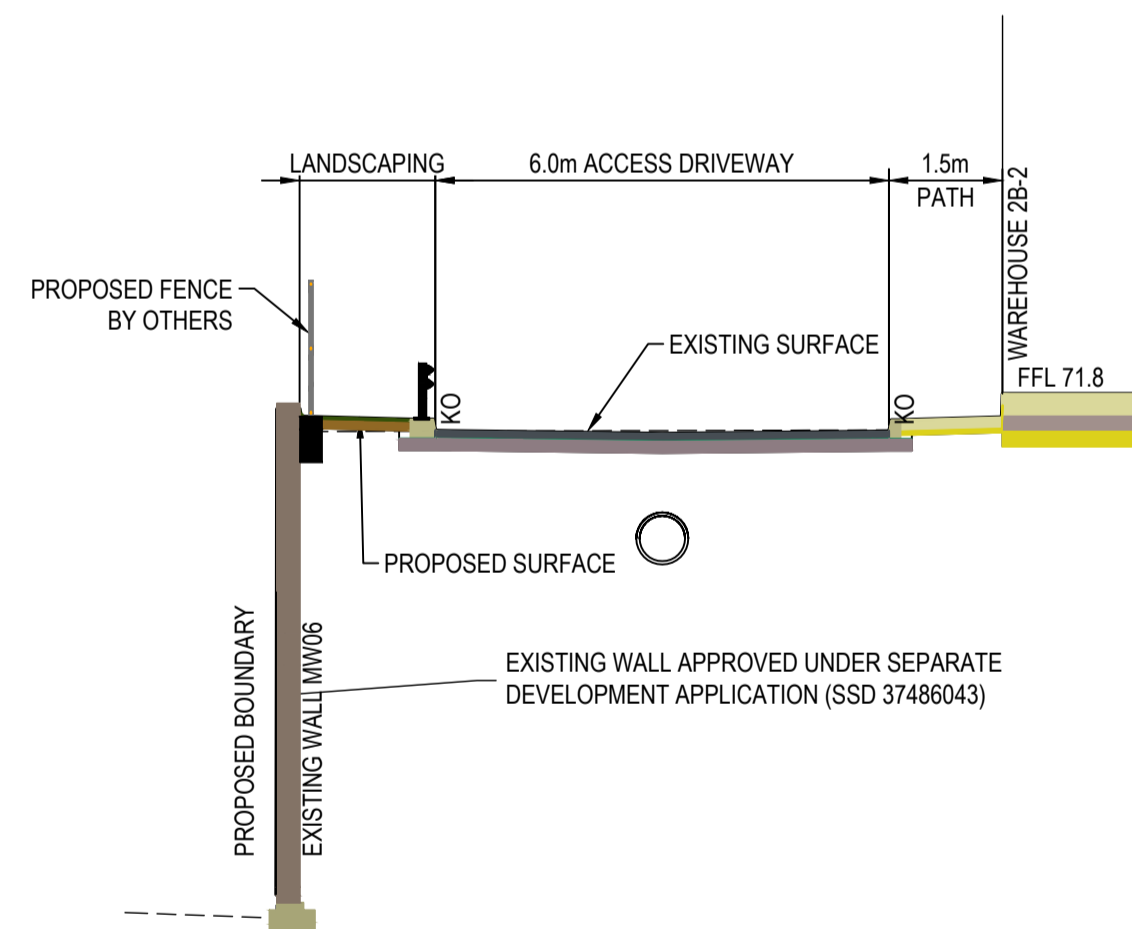 LANDSCAPING
6.0m ACCESS DRIVEWAY
1.5m
PATH
WAREHOUSE 2B-2
PROPOSED FENCE
BY OTHERS
EXISTING SURFACE
FFL 71.8
KO
KO
PROPOSED SURFACE
PROPOSED BOUNDARY
EXISTING WALL MW06
EXISTING WALL APPROVED UNDER SEPARATE
DEVELOPMENT APPLICATION (SSD 37486043)